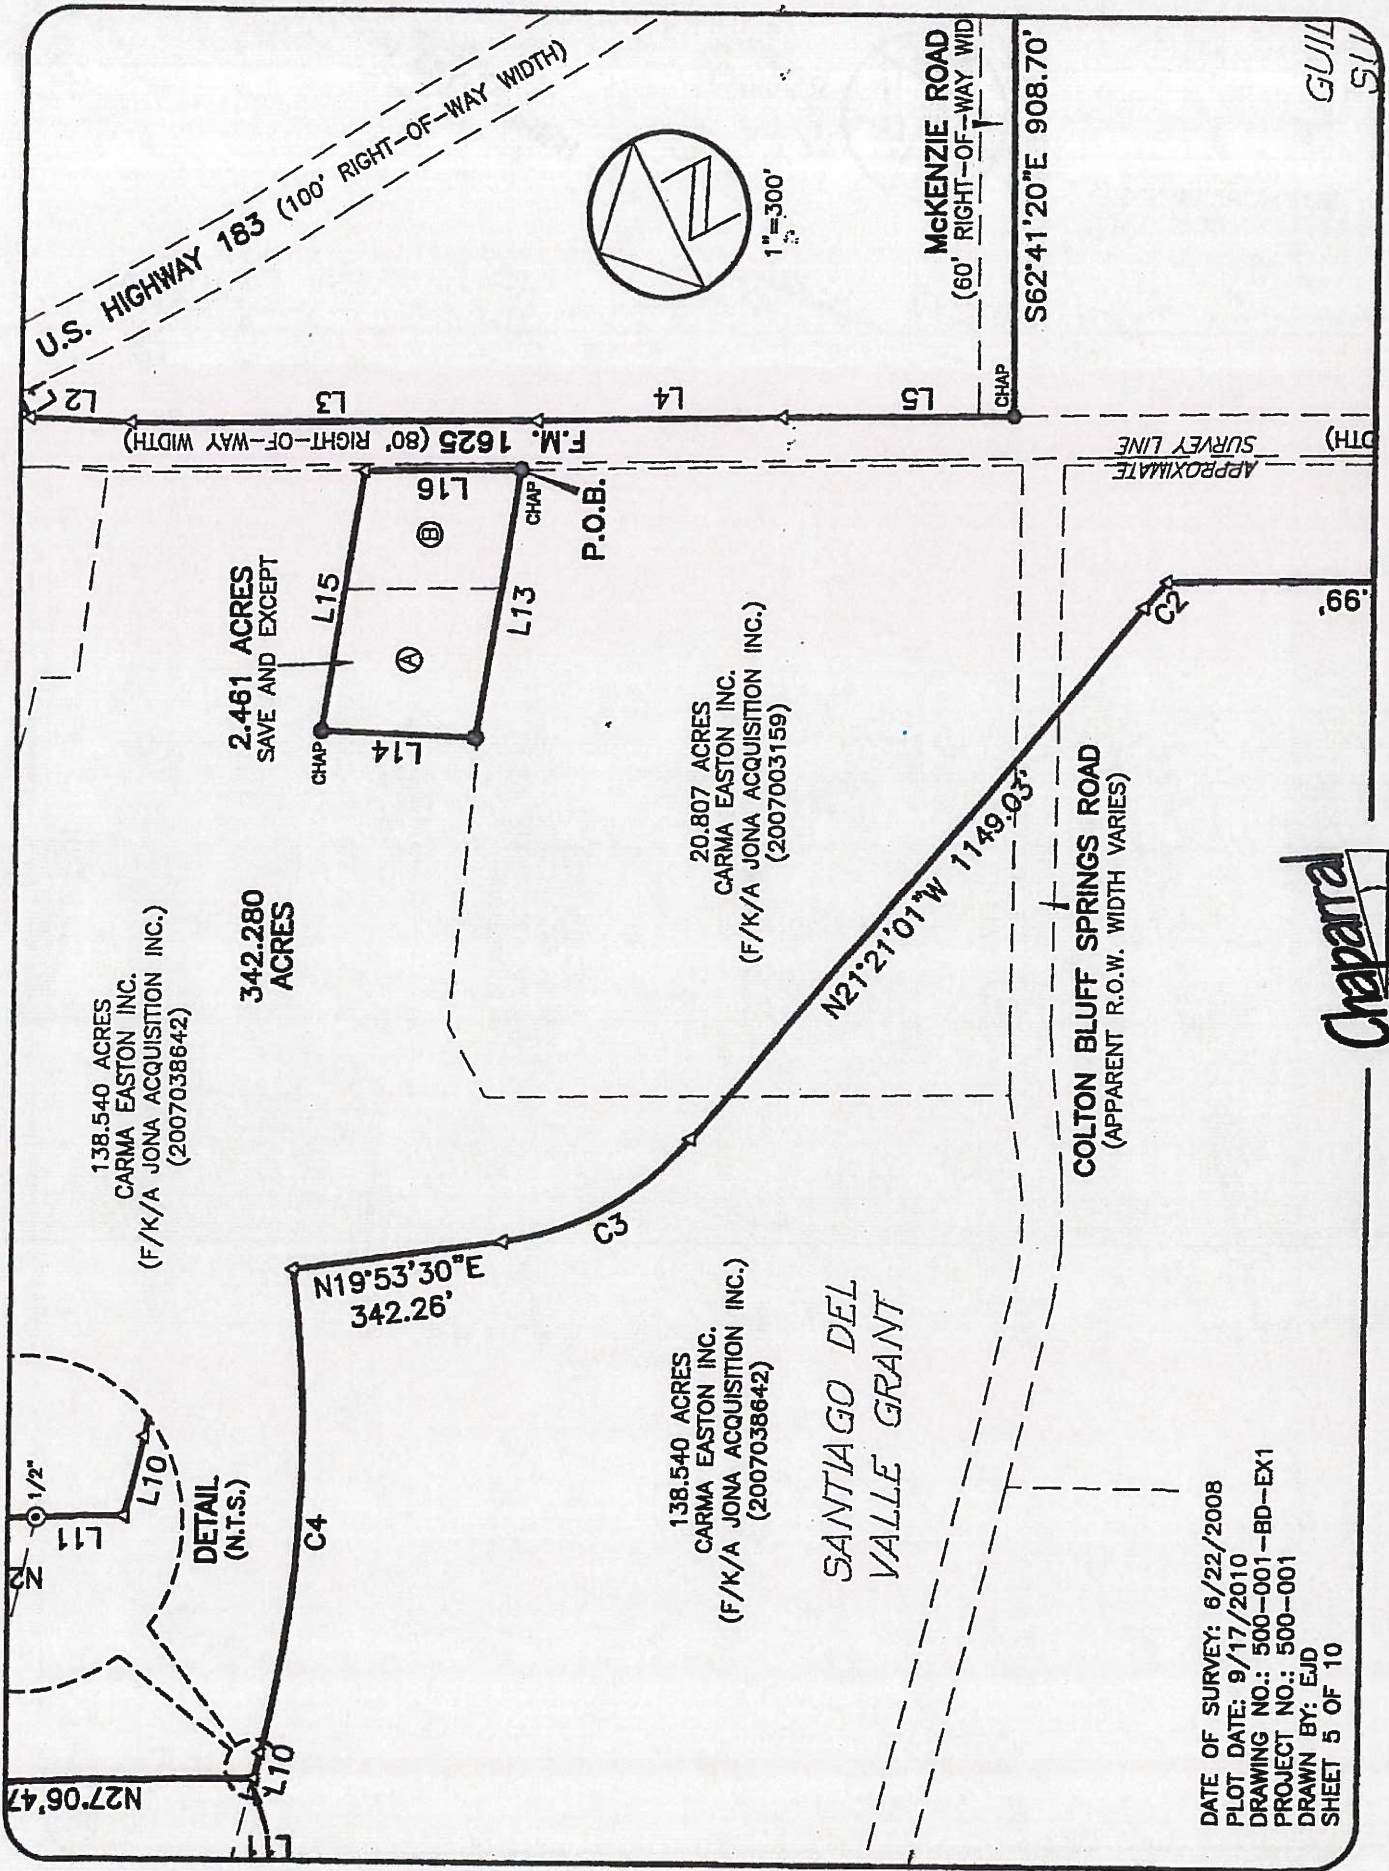 U.S. HIGHWAY 183 (100' RIGHT-OF-WAY WIDTH)
1"=300'
McKENZIE ROAD
(60' RIGHT-OF-WAY WID
S62°41'20"E 908.70'
GUIL
SU
L2
L3
L4
L5
CHAP
F.M. 1625 (80' RIGHT-OF-WAY WIDTH)
APPROXIMATE
SURVEY LINE
DTH)
2.461 ACRES
SAVE AND EXCEPT
L15
L16
B
A
L13
L14
CHAP
CHAP
P.O.B.
138.540 ACRES
CARMA EASTON INC.
(F/K/A JONA ACQUISITION INC.)
(2007038642)
342.280
ACRES
20.807 ACRES
CARMA EASTON INC.
(F/K/A JONA ACQUISITION INC.)
(2007003159)
C2
.99'
N21°21'01"W 1149.03'
COLTON BLUFF SPRINGS ROAD
(APPARENT R.O.W. WIDTH VARIES)
Chaparral
C3
N19°53'30"E
342.26'
C4
N2
1/2"
L11
L10
DETAIL
(N.T.S.)
138.540 ACRES
CARMA EASTON INC.
(F/K/A JONA ACQUISITION INC.)
(2007038642)
SANTIAGO DEL
VALLE GRANT
N27°06'47
L10
L11
DATE OF SURVEY: 6/22/2008
PLOT DATE: 9/17/2010
DRAWING NO.: 500-001-BD-EX1
PROJECT NO.: 500-001
DRAWN BY: EJD
SHEET 5 OF 10